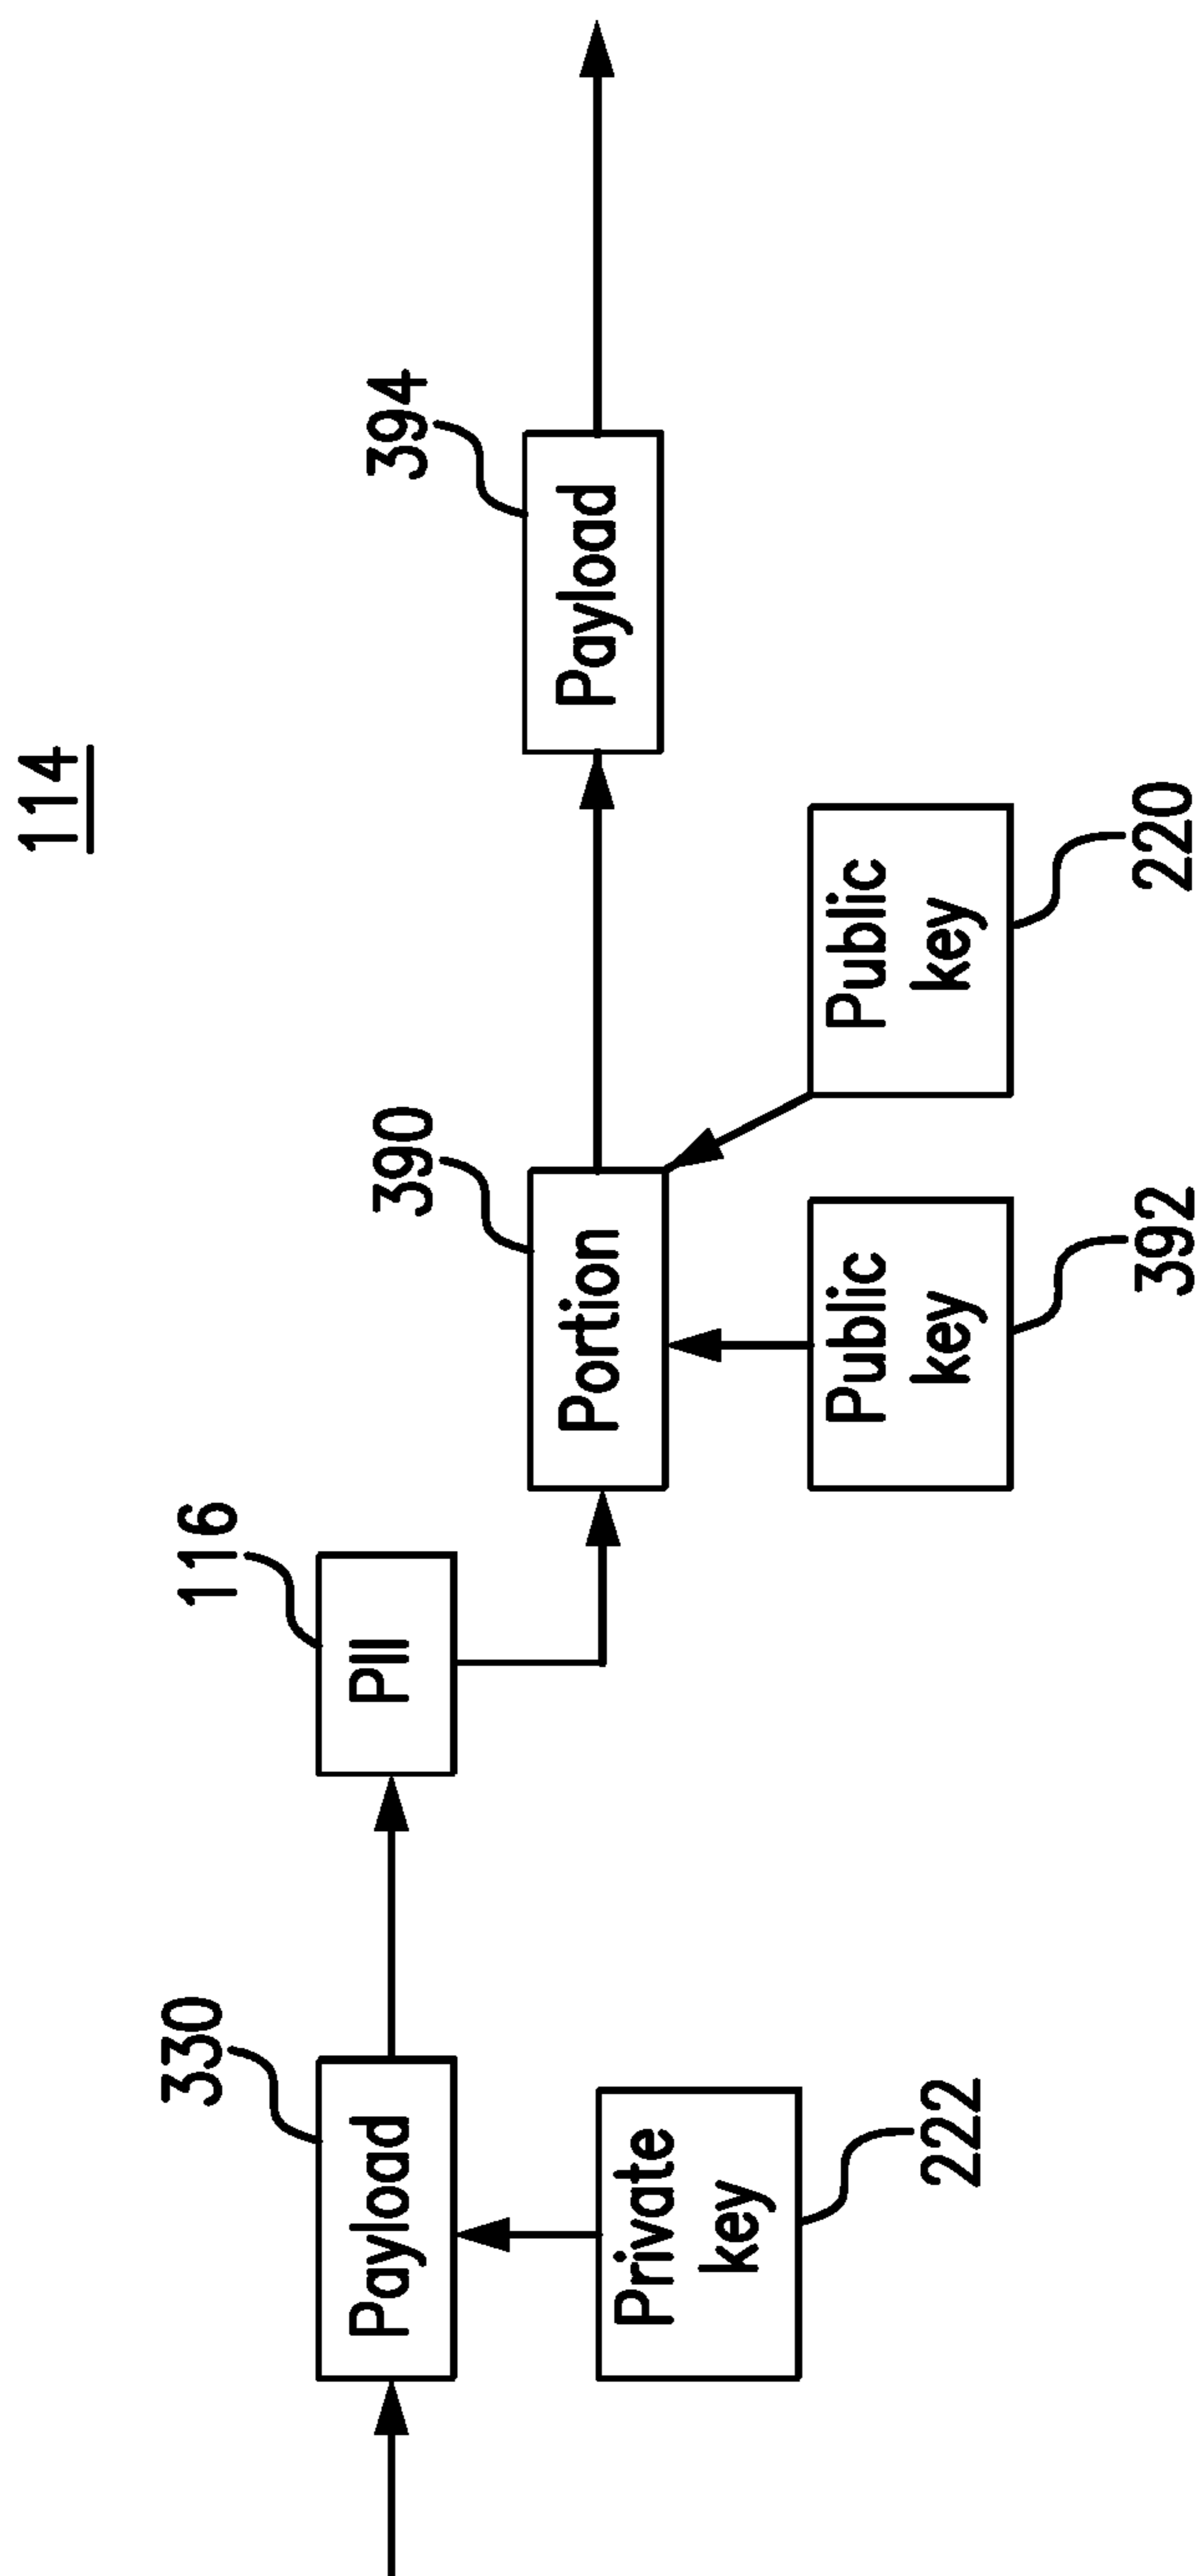 114
330
Payload
Private
key
222
116
PII
390
Portion
Public
key
392
Public
key
220
394
Payload